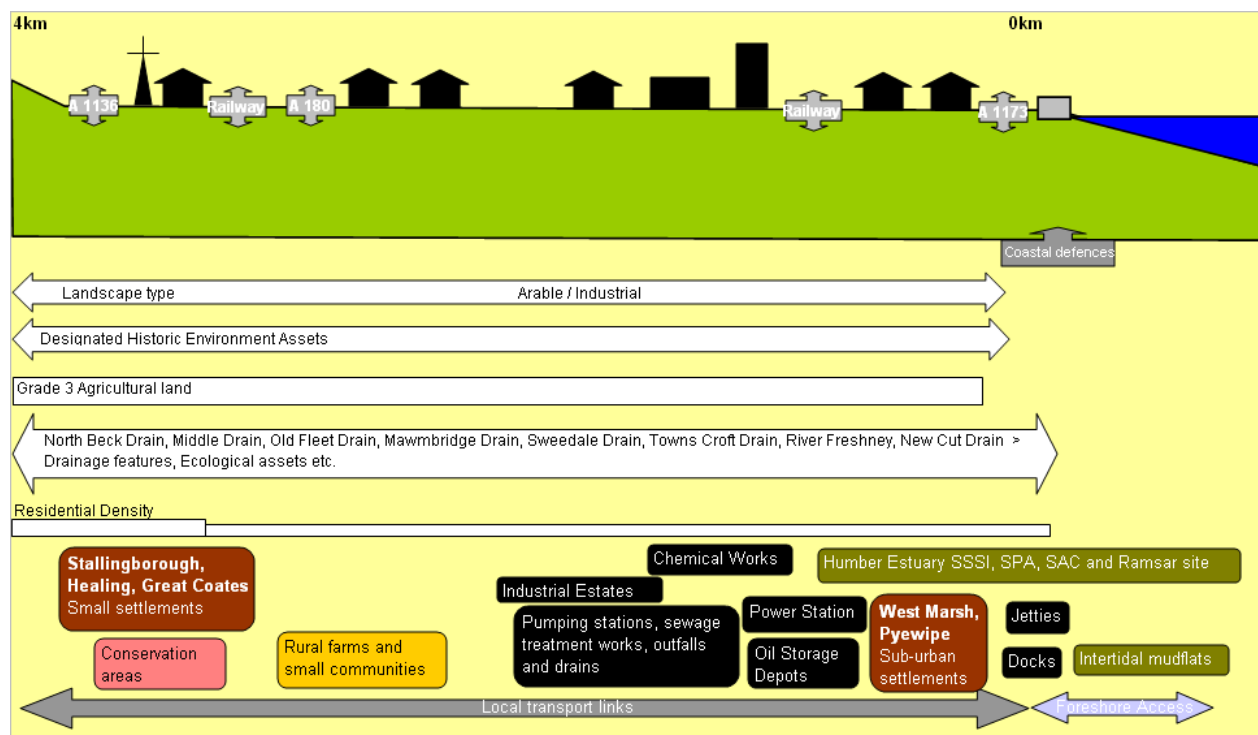 4km
0km
A 1136
Railway
A 180
Railway
A 1173
Coastal defences
Landscape type
Arable / Industrial
Designated Historic Environment Assets
Grade 3 Agricultural land
North Beck Drain, Middle Drain, Old Fleet Drain, Mawmbridge Drain, Sweedale Drain, Towns Croft Drain, River Freshney, New Cut Drain >
Drainage features, Ecological assets etc.
Residential Density
Stallingborough,
Healing, Great Coates
Small settlements
Conservation
areas
Rural farms and
small communities
Chemical Works
Industrial Estates
Pumping stations, sewage
treatment works, outfalls
and drains
Power Station
Oil Storage
Depots
Humber Estuary SSSI, SPA, SAC and Ramsar site
West Marsh,
Pyewipe
Sub-urban
settlements
Jetties
Docks
Intertidal mudflats
Local transport links
Foreshore Access